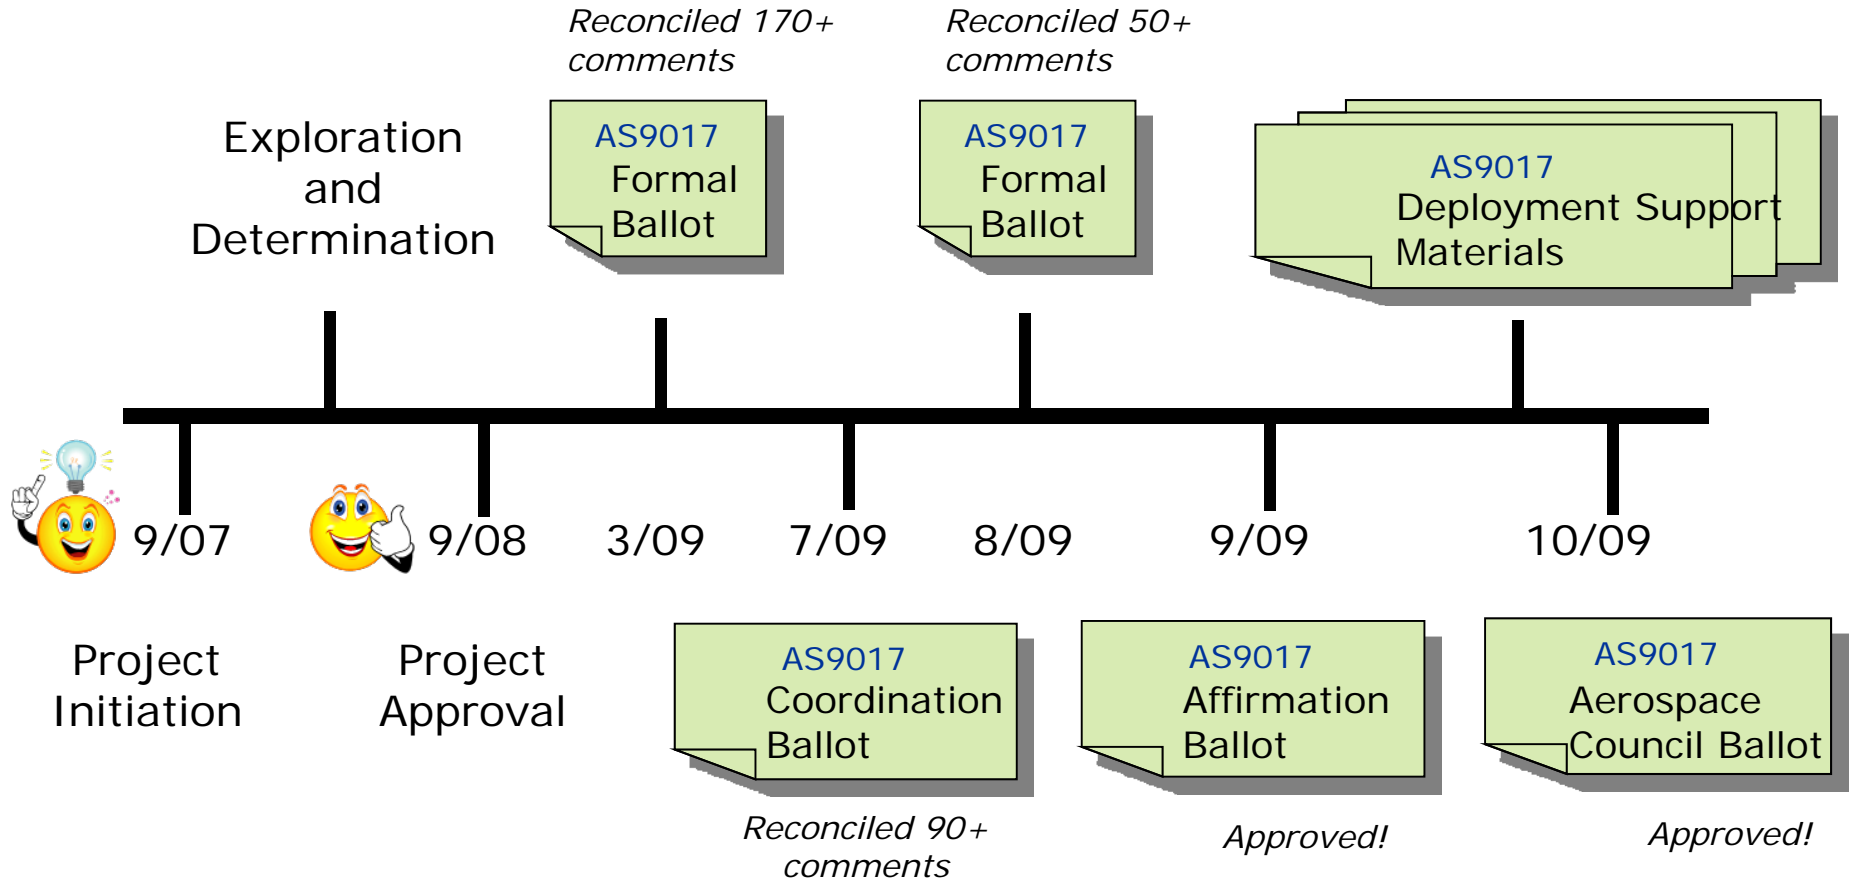 Reconciled 170+
comments
Reconciled 50+
comments
Exploration
and
Determination
AS9017
Formal
Ballot
AS9017
Formal
Ballot
AS9017
Deployment Support
Materials
9/07
9/08
3/09
7/09
8/09
9/09
10/09
Project
Initiation
Project
Approval
AS9017
Coordination
Ballot
AS9017
Affirmation
Ballot
AS9017
Aerospace
Council Ballot
Reconciled 90+
comments
Approved!
Approved!